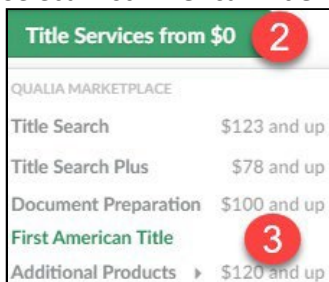 Title Services from $0 2
QUALIA MARKETPLACE
Title Search $123 and up
Title Search Plus $78 and up
Document Preparation $100 and up
First American Title 3
Additional Products ▸ $120 and up